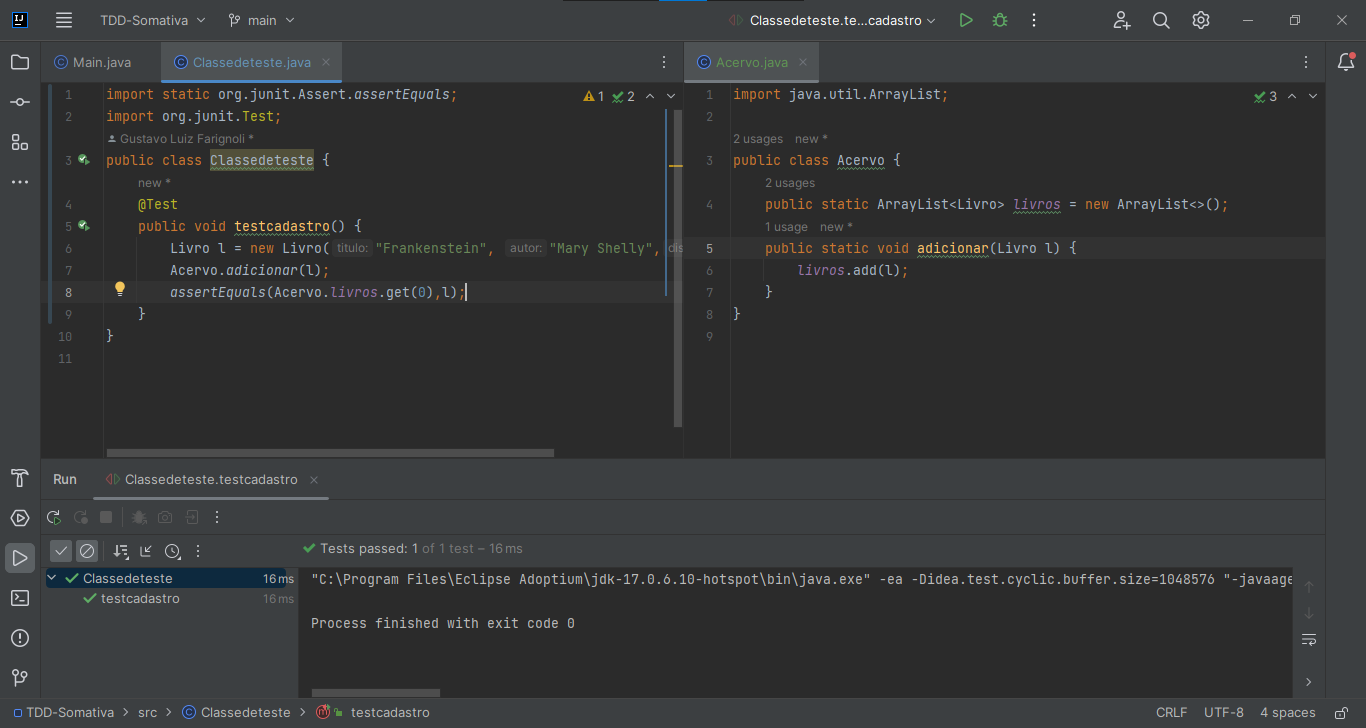 TDD-Somativa main Classedeteste.te...cadastro
Main.java Classedeteste.java
1 import static org.junit.Assert.assertEquals;
2 import org.junit.Test;
Gustavo Luiz Farignoli *
3 public class Classedeteste {
new *
4 @Test
5 public void testcadastro() {
6 Livro l = new Livro( titulo: "Frankenstein", autor: "Mary Shelly", dis
7 Acervo.adicionar(l);
8 assertEquals(Acervo.livros.get(0),l);
9 }
10 }
11
1 2
Acervo.java
1 import java.util.ArrayList;
2
2 usages new *
3 public class Acervo {
2 usages
4 public static ArrayList<Livro> livros = new ArrayList<>();
1 usage new *
5 public static void adicionar(Livro l) {
6 livros.add(l);
7 }
8 }
9
3
Run Classedeteste.testcadastro
Tests passed: 1 of 1 test – 16 ms
Classedeteste 16 ms
testcadastro 16 ms
"C:\Program Files\Eclipse Adoptium\jdk-17.0.6.10-hotspot\bin\java.exe" -ea -Didea.test.cyclic.buffer.size=1048576 "-javaage
Process finished with exit code 0
TDD-Somativa > src > Classedeteste > testcadastro
CRLF UTF-8 4 spaces